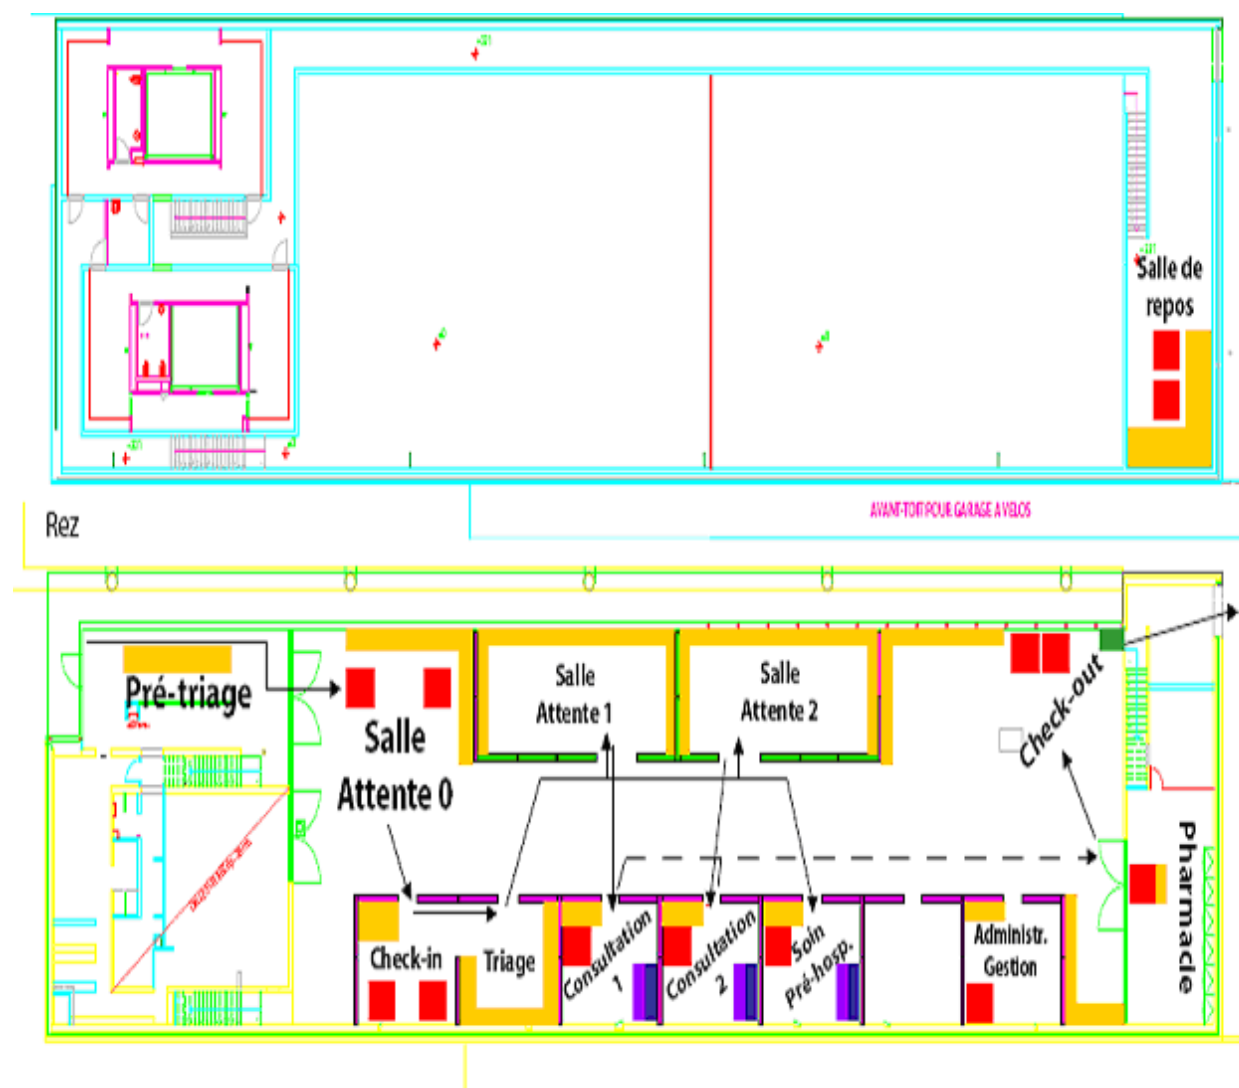 Salle de
repos
AVANT-TOIT POUR GARAGE A VELOS
Rez
Pré-triage
Salle
Attente 0
Salle
Attente 1
Salle
Attente 2
Check-out
Pharmacie
Check-in
Triage
Consultation
1
Consultation
2
Soin
Pré-hosp.
Administr.
Gestion